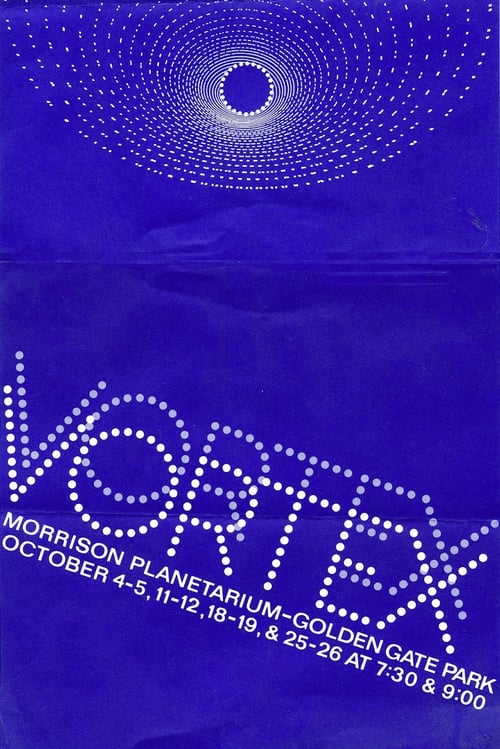 VORTEX
MORRISON PLANETARIUM-GOLDEN GATE PARK
OCTOBER 4-5, 11-12, 18-19, & 25-26 AT 7:30 & 9:00